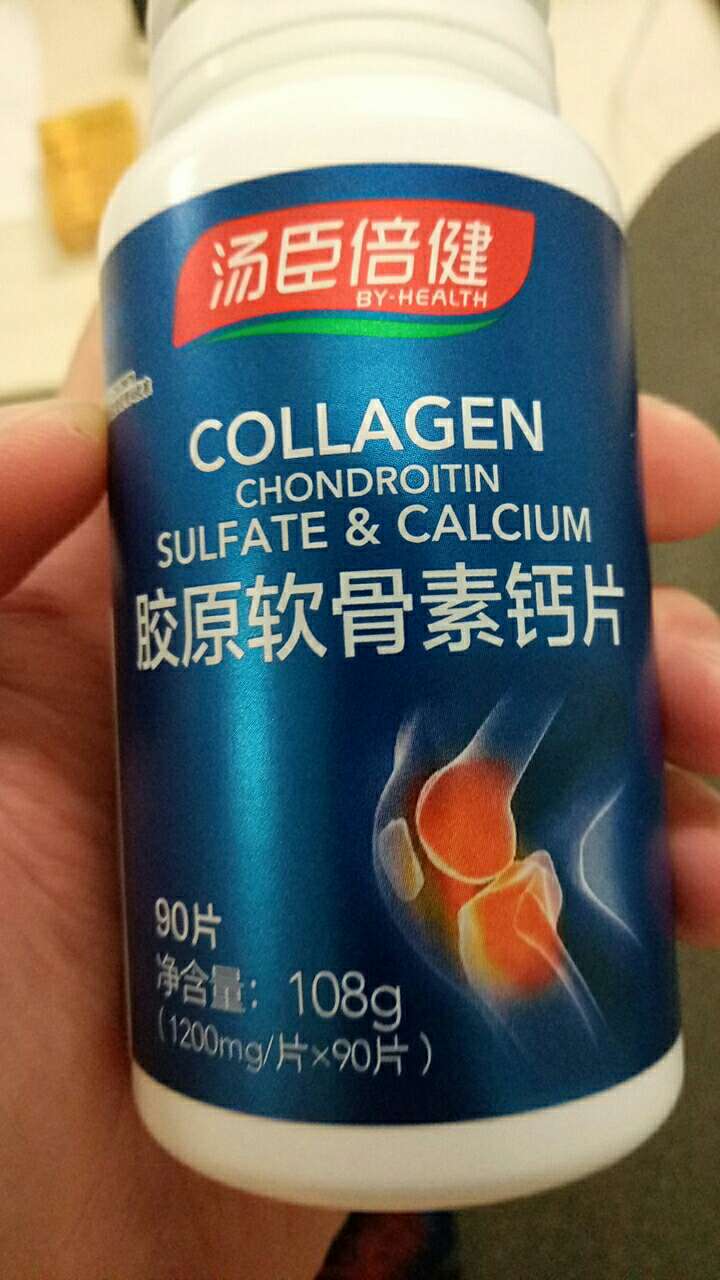 汤臣倍健
BY-HEALTH
COLLAGEN
CHONDROITIN
SULFATE & CALCIUM
胶原软骨素钙片
90片
净含量：108g
（1200mg/片×90片）